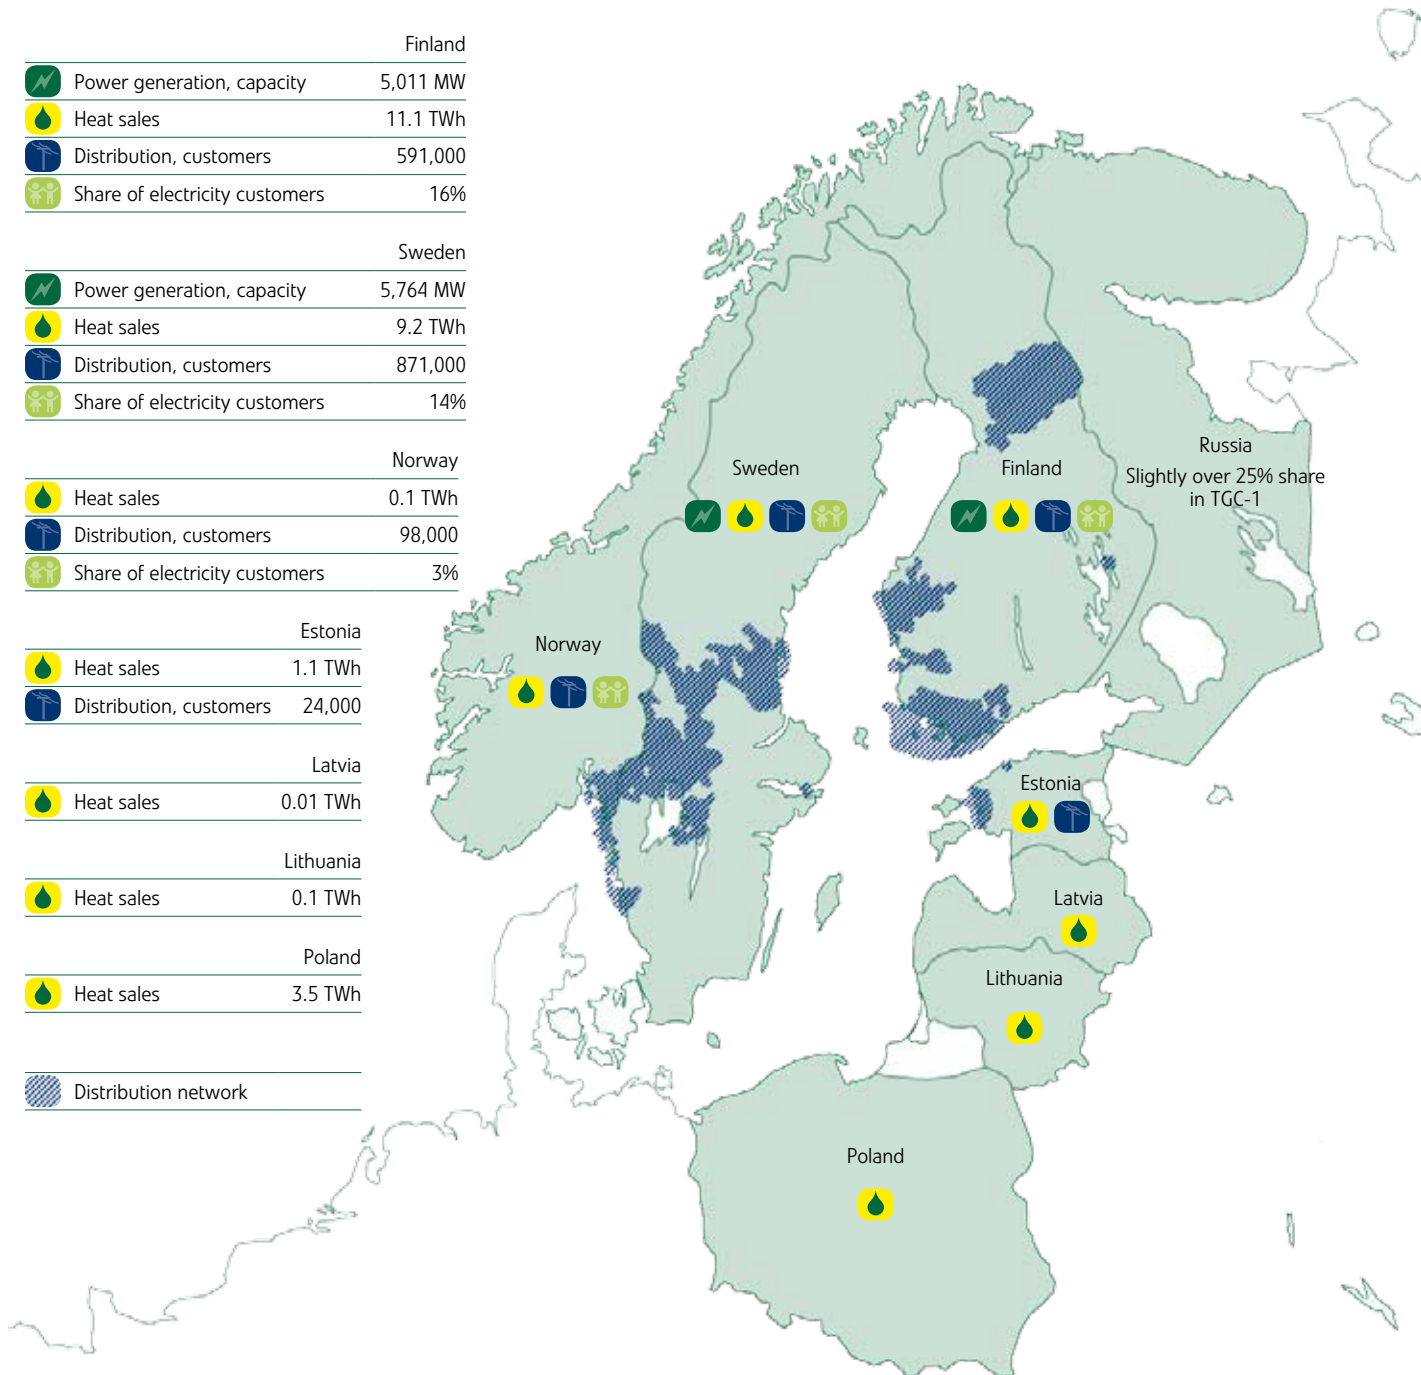 Finland
Power generation, capacity 5,011 MW
Heat sales 11.1 TWh
Distribution, customers 591,000
Share of electricity customers 16%
Sweden
Power generation, capacity 5,764 MW
Heat sales 9.2 TWh
Distribution, customers 871,000
Share of electricity customers 14%
Norway
Heat sales 0.1 TWh
Distribution, customers 98,000
Share of electricity customers 3%
Estonia
Heat sales 1.1 TWh
Distribution, customers 24,000
Latvia
Heat sales 0.01 TWh
Lithuania
Heat sales 0.1 TWh
Poland
Heat sales 3.5 TWh
Distribution network
Sweden
Finland
Russia
Slightly over 25% share
in TGC-1
Norway
Estonia
Latvia
Lithuania
Poland